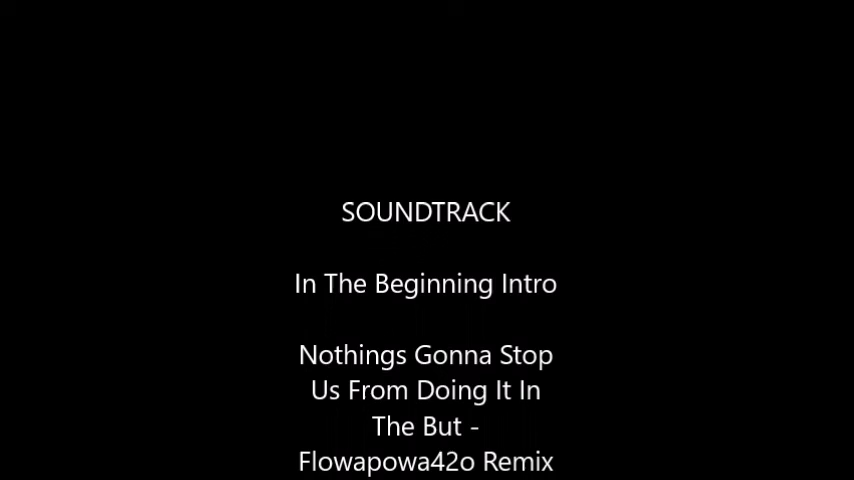 SOUNDTRACK
In The Beginning Intro
Nothings Gonna Stop
Us From Doing It In
The But -
Flowapowa42o Remix